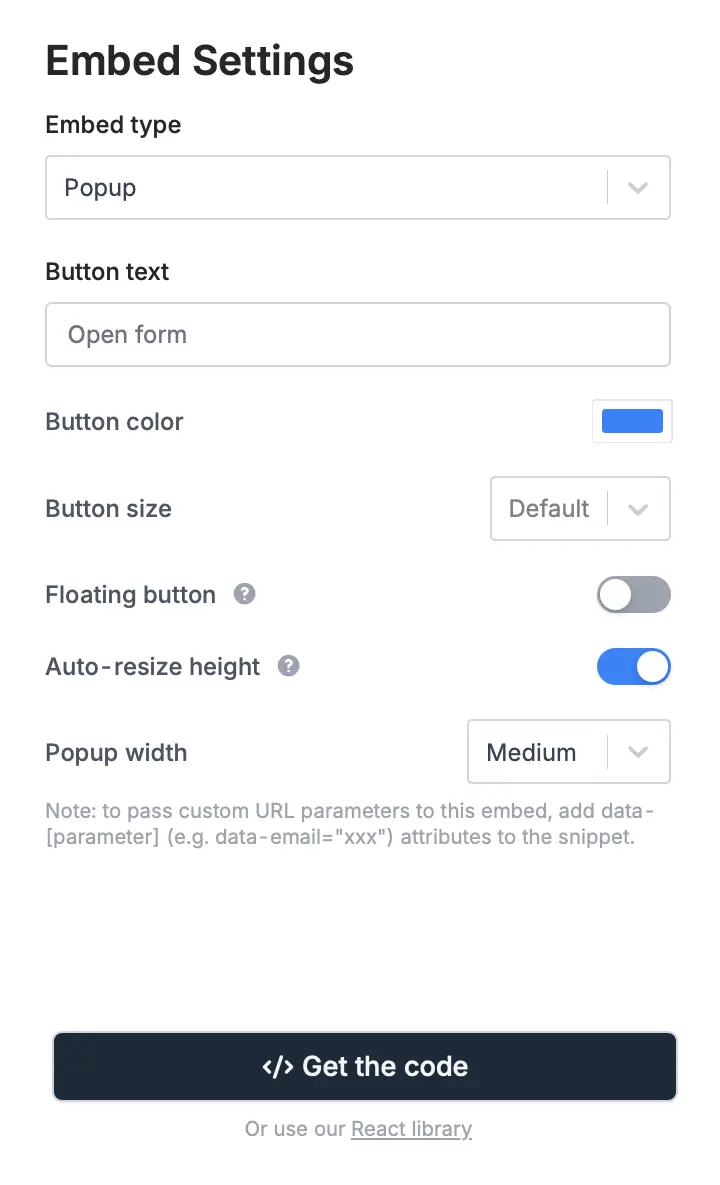 Embed Settings
Embed type
Popup
Button text
Open form
Button color
Button size
Default
Floating button ?
Auto-resize height ?
Popup width
Medium
Note: to pass custom URL parameters to this embed, add data-
[parameter] (e.g. data-email="xxx") attributes to the snippet.
</> Get the code
Or use our React library